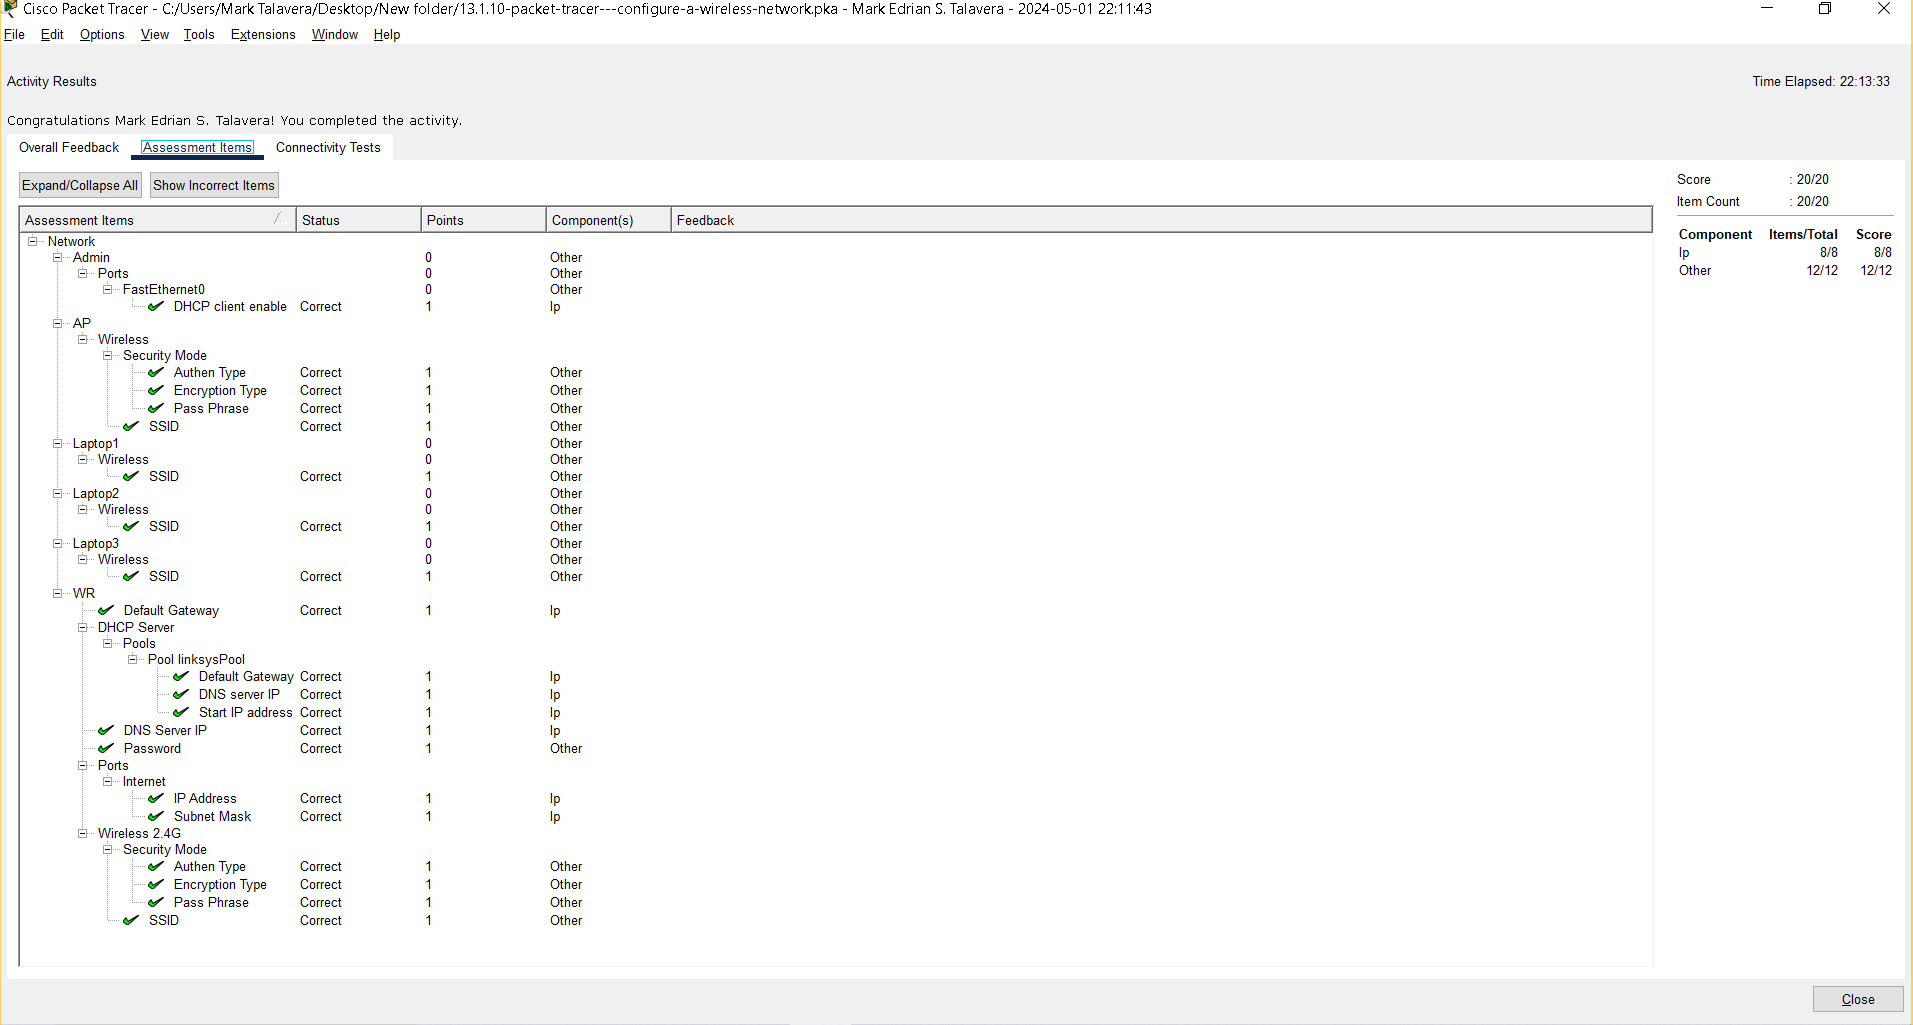 Cisco Packet Tracer - C:/Users/Mark Talavera/Desktop/New folder/13.1.10-packet-tracer---configure-a-wireless-network.pka - Mark Edrian S. Talavera - 2024-05-01 22:11:43
File Edit Options View Tools Extensions Window Help
Activity Results
Time Elapsed: 22:13:33
Congratulations Mark Edrian S. Talavera! You completed the activity.
Overall Feedback Assessment Items Connectivity Tests
Expand/Collapse All Show Incorrect Items
Assessment Items Status Points Component(s) Feedback
Network
Admin 0 Other
Ports 0 Other
FastEthernet0 0 Other
DHCP client enable Correct 1 Ip
AP
Wireless
Security Mode
Authen Type Correct 1 Other
Encryption Type Correct 1 Other
Pass Phrase Correct 1 Other
SSID Correct 1 Other
Laptop1 0 Other
Wireless 0 Other
SSID Correct 1 Other
Laptop2 0 Other
Wireless 0 Other
SSID Correct 1 Other
Laptop3 0 Other
Wireless 0 Other
SSID Correct 1 Other
WR
Default Gateway Correct 1 Ip
DHCP Server
Pools
Pool linksysPool
Default Gateway Correct 1 Ip
DNS server IP Correct 1 Ip
Start IP address Correct 1 Ip
DNS Server IP Correct 1 Ip
Password Correct 1 Other
Ports
Internet
IP Address Correct 1 Ip
Subnet Mask Correct 1 Ip
Wireless 2.4G
Security Mode
Authen Type Correct 1 Other
Encryption Type Correct 1 Other
Pass Phrase Correct 1 Other
SSID Correct 1 Other
Score : 20/20
Item Count : 20/20
Component Items/Total Score
Ip 8/8 8/8
Other 12/12 12/12
Close